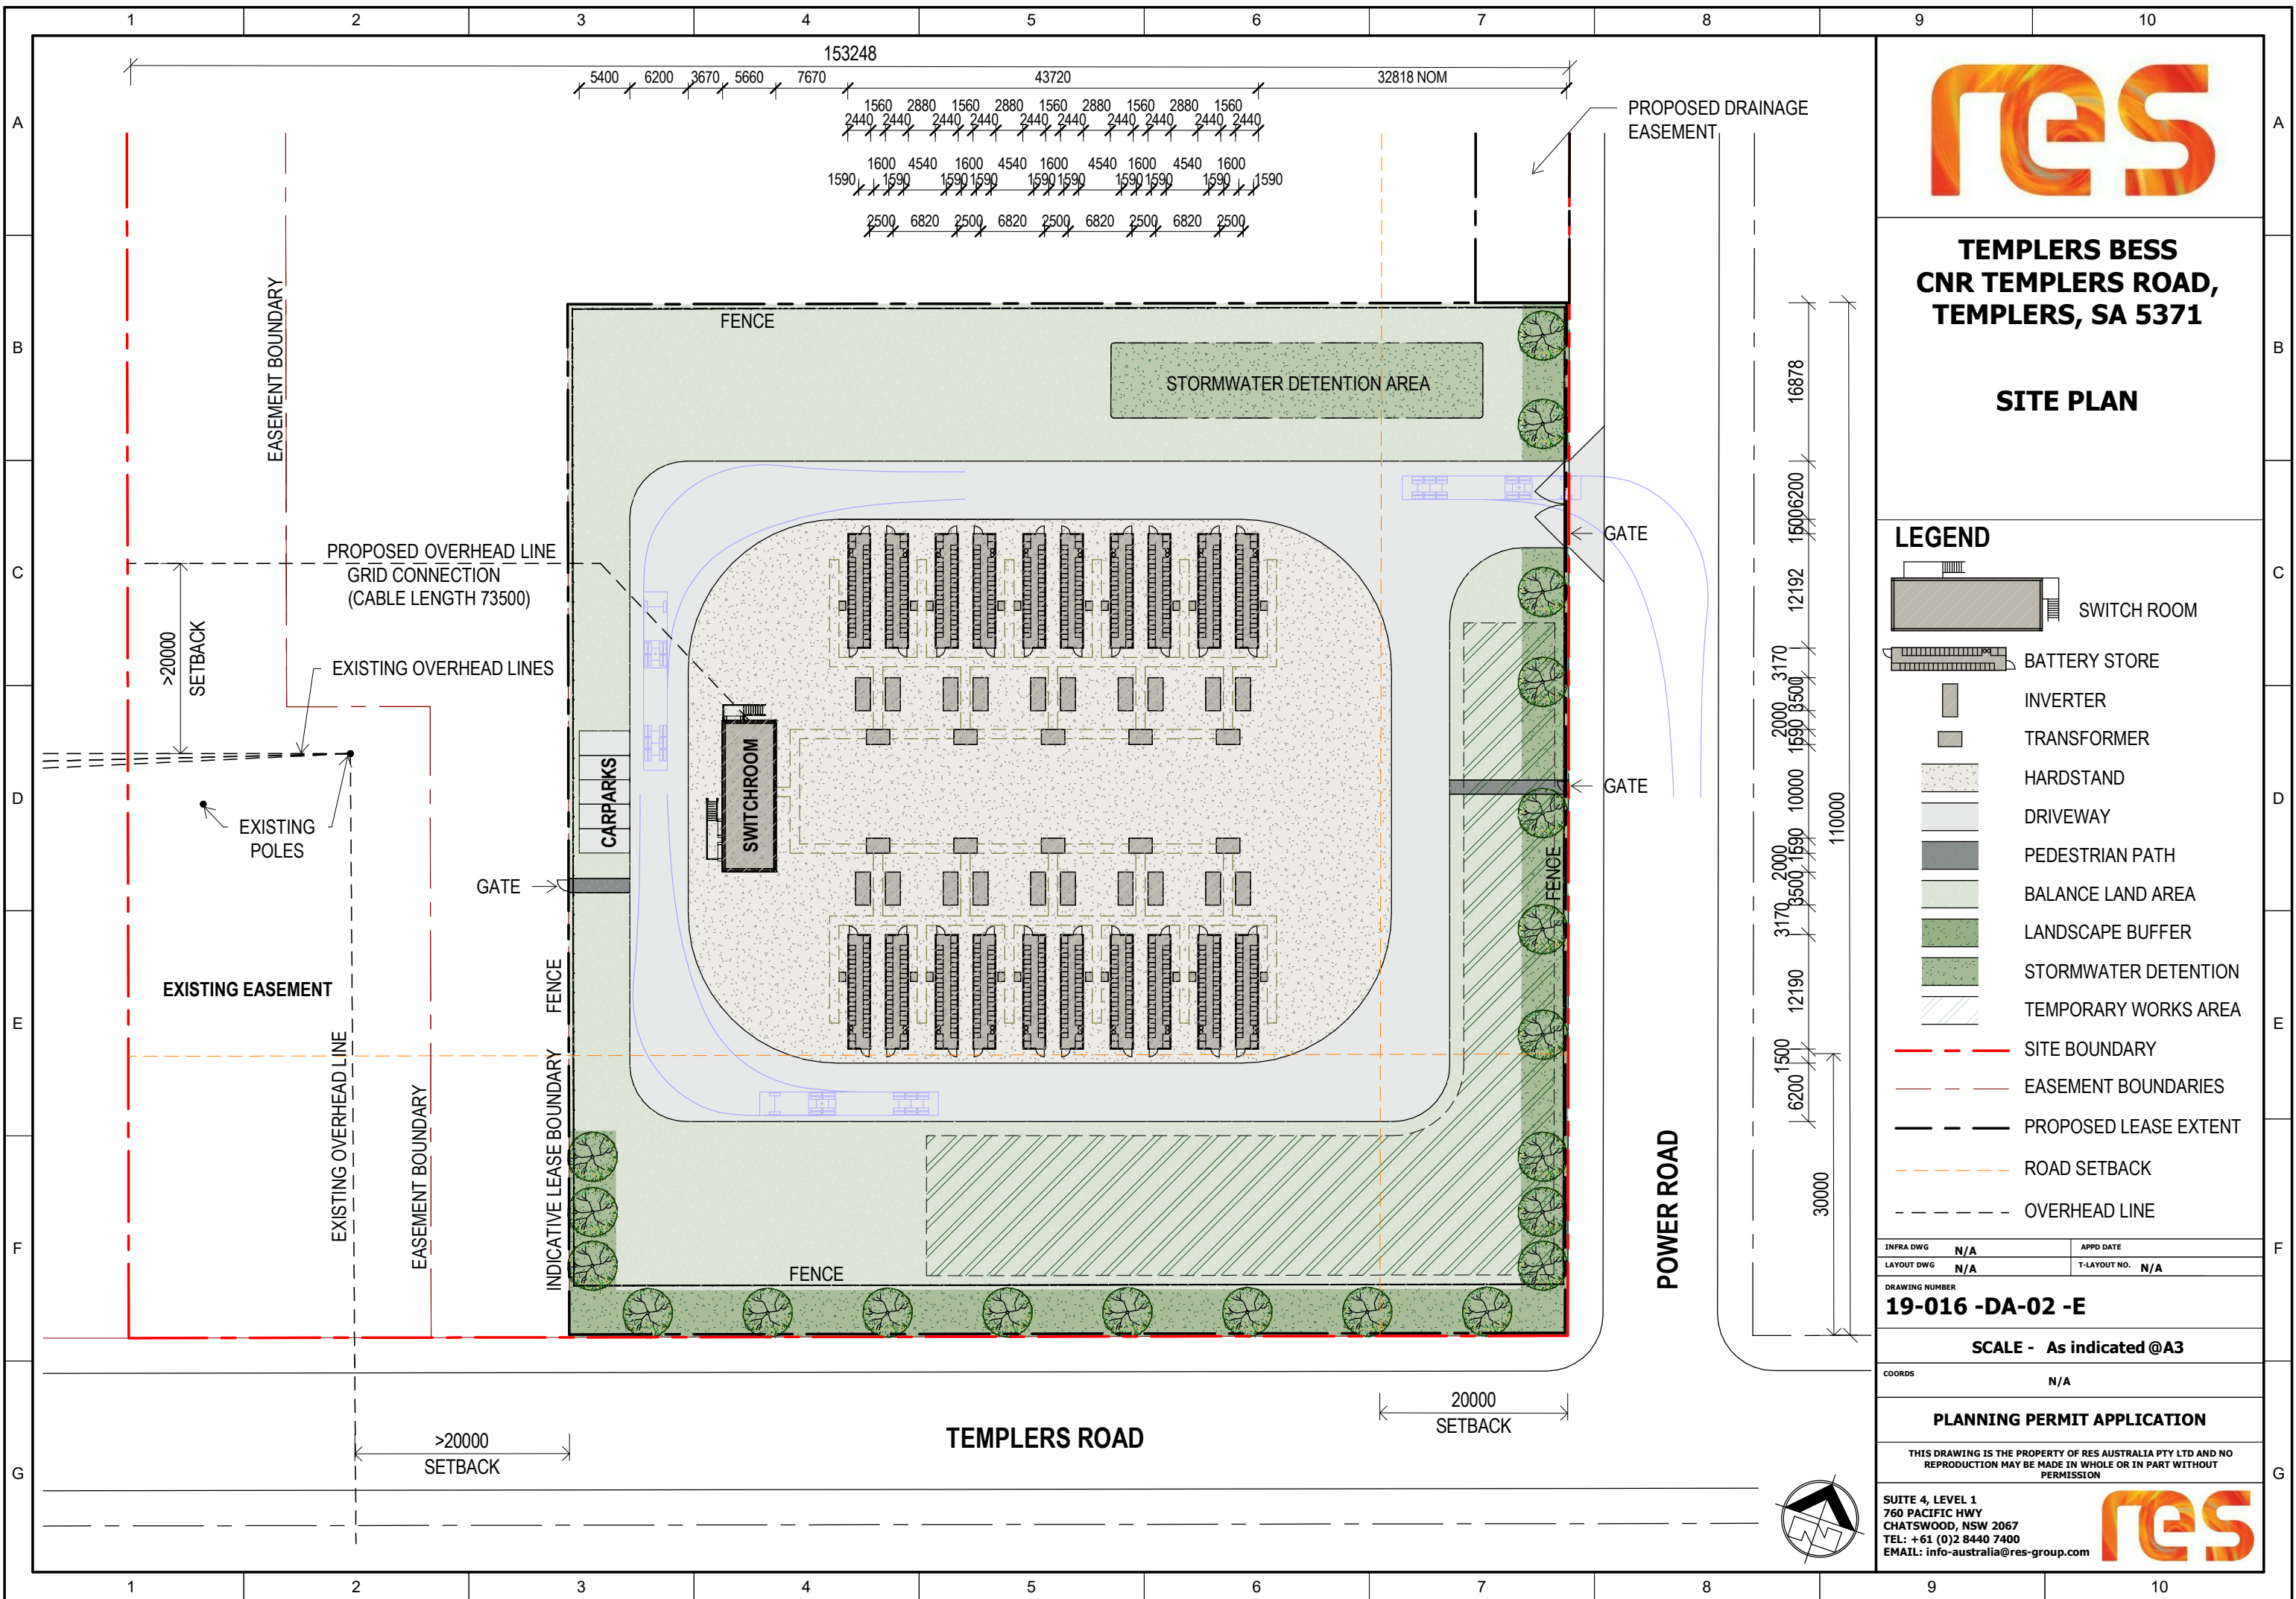 1 2 3 4 5 6 7 8 9 10
A
B
C
D
E
F
G
153248
5400 6200 3670 5660 7670 43720 32818 NOM
1560 2880 1560 2880 1560 2880 1560 2880 1560
2440 2440 2440 2440 2440 2440 2440 2440 2440 2440
1600 4540 1600 4540 1600 4540 1600 4540 1600
1590 1590 1590 1590 1590 1590 1590 1590 1590 1590
2500 6820 2500 6820 2500 6820 2500 6820 2500
PROPOSED DRAINAGE
EASEMENT
EASEMENT BOUNDARY
FENCE
STORMWATER DETENTION AREA
PROPOSED OVERHEAD LINE
GRID CONNECTION
(CABLE LENGTH 73500)
>20000
SETBACK
EXISTING OVERHEAD LINES
EXISTING
POLES
CARPARKS
SWITCHROOM
GATE
GATE
GATE
EXISTING EASEMENT
EXISTING OVERHEAD LINE
EASEMENT BOUNDARY
INDICATIVE LEASE BOUNDARY
FENCE
FENCE
FENCE
POWER ROAD
TEMPLERS ROAD
>20000
SETBACK
20000
SETBACK
16878
6200
1500
12192
3170
3500
2000
1590
10000
1590
2000
3500
3170
12190
1500
6200
110000
30000
res
TEMPLERS BESS
CNR TEMPLERS ROAD,
TEMPLERS, SA 5371
SITE PLAN
LEGEND
SWITCH ROOM
BATTERY STORE
INVERTER
TRANSFORMER
HARDSTAND
DRIVEWAY
PEDESTRIAN PATH
BALANCE LAND AREA
LANDSCAPE BUFFER
STORMWATER DETENTION
TEMPORARY WORKS AREA
SITE BOUNDARY
EASEMENT BOUNDARIES
PROPOSED LEASE EXTENT
ROAD SETBACK
OVERHEAD LINE
INFRA DWG N/A APPD DATE
LAYOUT DWG N/A T-LAYOUT NO. N/A
DRAWING NUMBER
19-016 -DA-02 -E
SCALE - As indicated @A3
COORDS N/A
PLANNING PERMIT APPLICATION
THIS DRAWING IS THE PROPERTY OF RES AUSTRALIA PTY LTD AND NO
REPRODUCTION MAY BE MADE IN WHOLE OR IN PART WITHOUT
PERMISSION
SUITE 4, LEVEL 1
760 PACIFIC HWY
CHATSWOOD, NSW 2067
TEL: +61 (0)2 8440 7400
EMAIL: info-australia@res-group.com
res
A
B
C
D
E
F
G
1 2 3 4 5 6 7 8 9 10